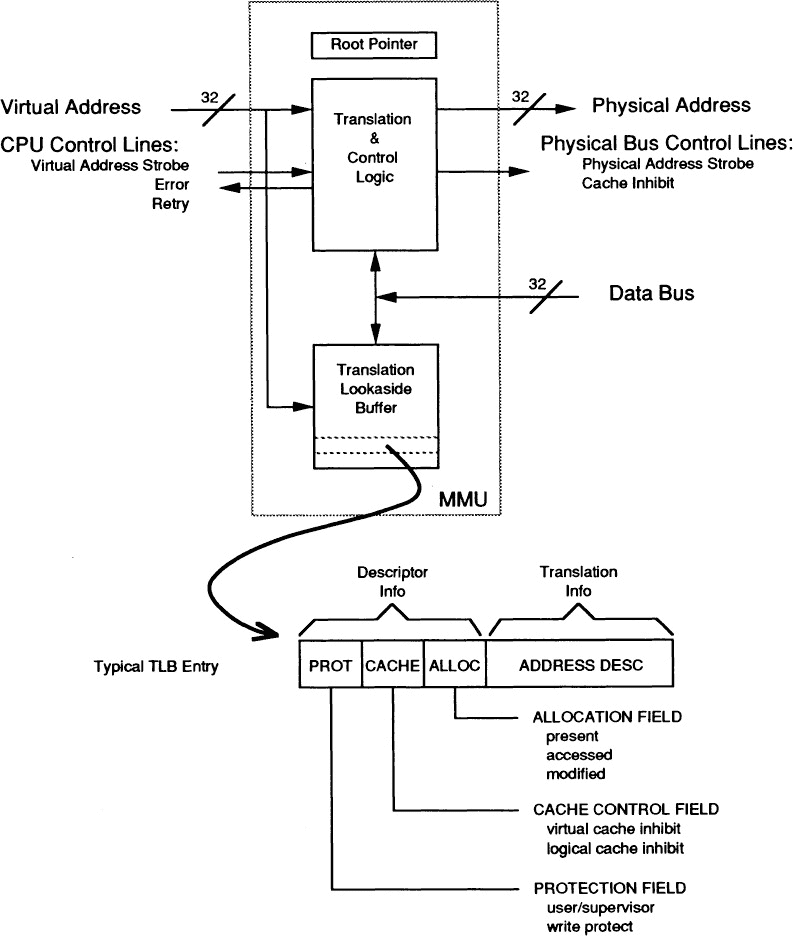 Root Pointer
32
32
Virtual Address
Translation
&
Control
Logic
Physical Address
CPU Control Lines:
Virtual Address Strobe
Error
Retry
Physical Bus Control Lines:
Physical Address Strobe
Cache Inhibit
32
Data Bus
Translation
Lookaside
Buffer
MMU
Descriptor
Info
Translation
Info
Typical TLB Entry
PROT CACHE ALLOC ADDRESS DESC
ALLOCATION FIELD
present
accessed
modified
CACHE CONTROL FIELD
virtual cache inhibit
logical cache inhibit
PROTECTION FIELD
user/supervisor
write protect